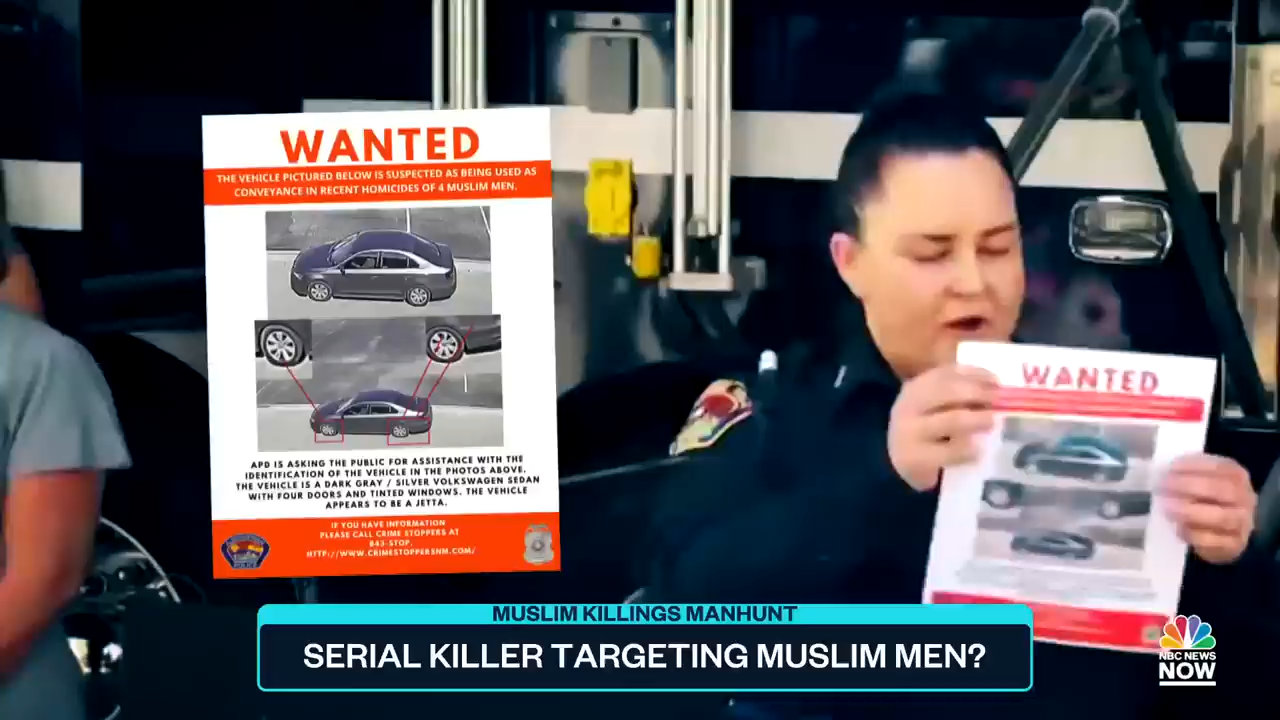 WANTED
THE VEHICLE PICTURED BELOW IS SUSPECTED AS BEING USED AS
CONVEYANCE IN RECENT HOMICIDES OF 4 MUSLIM MEN.
APD IS ASKING THE PUBLIC FOR ASSISTANCE WITH THE
IDENTIFICATION OF THE VEHICLE IN THE PHOTOS ABOVE.
THE VEHICLE IS A DARK GRAY / SILVER VOLKSWAGEN SEDAN
WITH FOUR DOORS AND TINTED WINDOWS. THE VEHICLE
APPEARS TO BE A JETTA.
IF YOU HAVE INFORMATION
PLEASE CALL CRIME STOPPERS AT
843-STOP.
HTTP://WWW.CRIMESTOPPERSNM.COM/
POLICE
WANTED
MUSLIM KILLINGS MANHUNT
SERIAL KILLER TARGETING MUSLIM MEN?
NBC NEWS
NOW